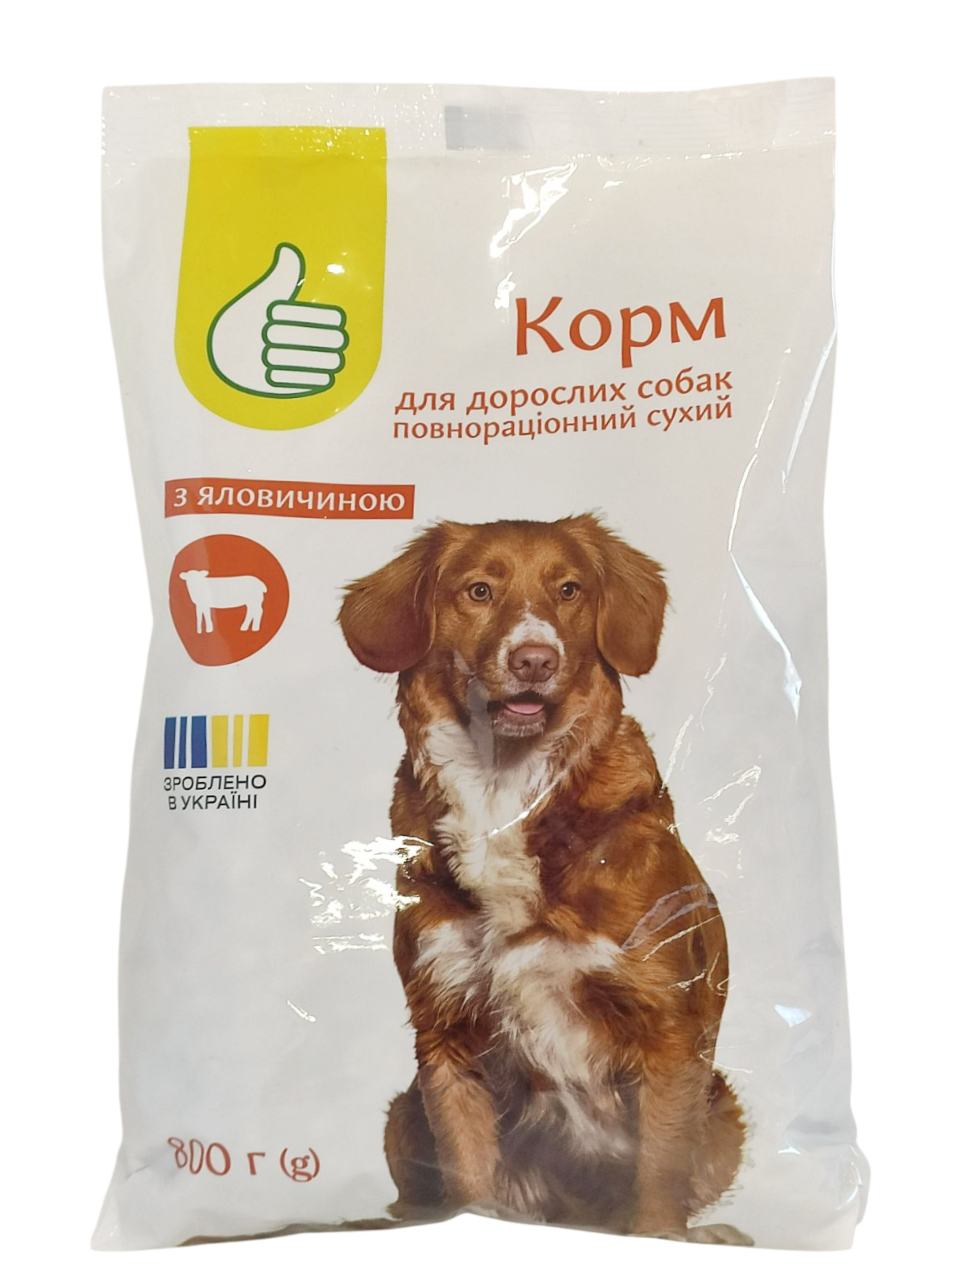 Корм
для дорослих собак
повнораціонний сухий
з яловичиною
ЗРОБЛЕНО
В УКРАЇНІ
800 г (g)